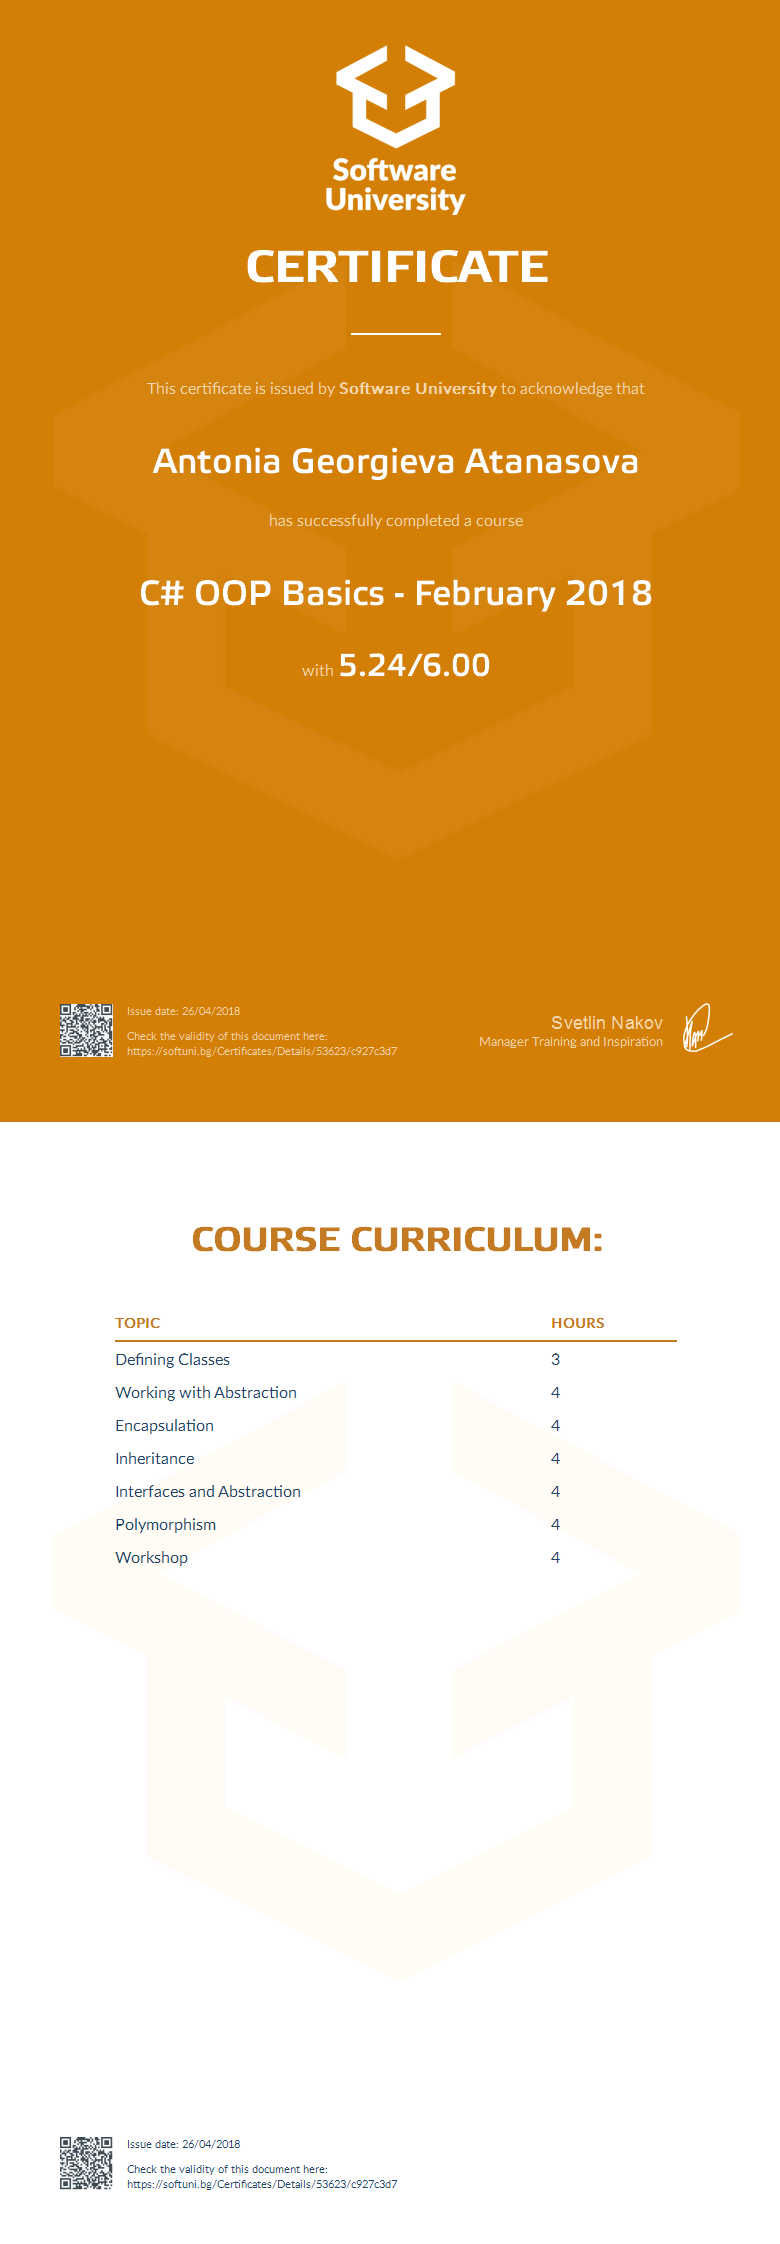 Software
University
CERTIFICATE
This certificate is issued by Software University to acknowledge that
Antonia Georgieva Atanasova
has successfully completed a course
C# OOP Basics - February 2018
with 5.24/6.00
Issue date: 26/04/2018
Check the validity of this document here:
https://softuni.bg/Certificates/Details/53623/c927c3d7
Svetlin Nakov
Manager Training and Inspiration
COURSE CURRICULUM:
TOPIC HOURS
Defining Classes 3
Working with Abstraction 4
Encapsulation 4
Inheritance 4
Interfaces and Abstraction 4
Polymorphism 4
Workshop 4
Issue date: 26/04/2018
Check the validity of this document here:
https://softuni.bg/Certificates/Details/53623/c927c3d7